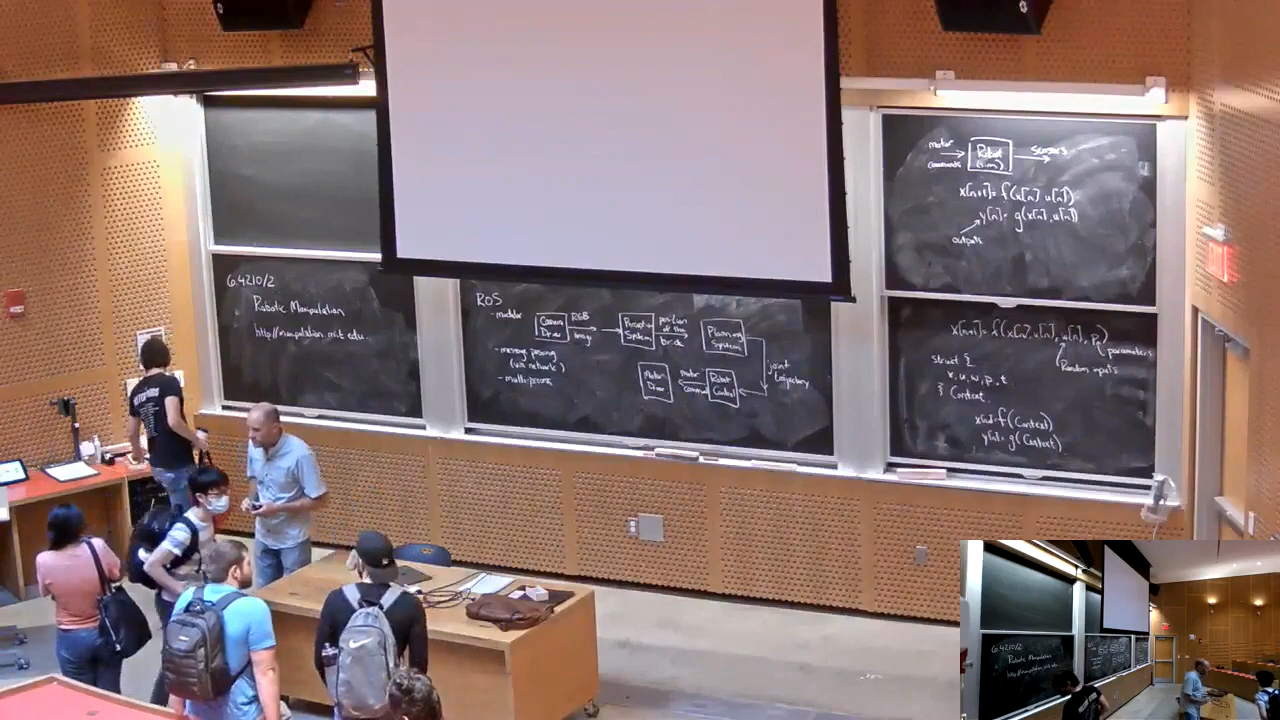 6.4210/2
Robotic Manipulation
http://manipulation.mit.edu
ROS
- modular
Camera
Driver
RGB
Image
Perception
System
position
of the
brick
Planning
System
joint
trajectory
Robot
Control
motor
Motor
Driver
- message passing
(via network)
- multi-process
motor
commands
Robot
(sim)
sensors
x[n+1] = f(x[n], u[n])
y[n] = g(x[n], u[n])
outputs
parameters
Random inputs
struct {
x, u, w, p, t
} Context
x[n+1] = f(Context)
y[n] = g(Context)
EXIT
NIKE
6.4210/2
Robotic Manipulation